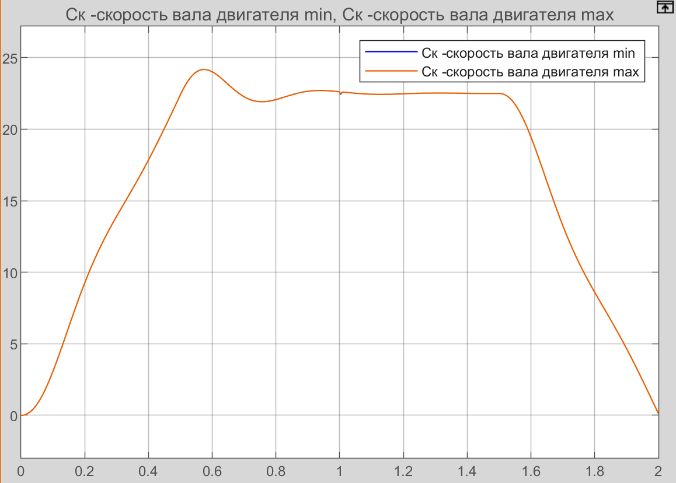 Ск -скорость вала двигателя min, Ск -скорость вала двигателя max
Ск -скорость вала двигателя min
Ск -скорость вала двигателя max
25
20
15
10
5
0
0 0.2 0.4 0.6 0.8 1 1.2 1.4 1.6 1.8 2